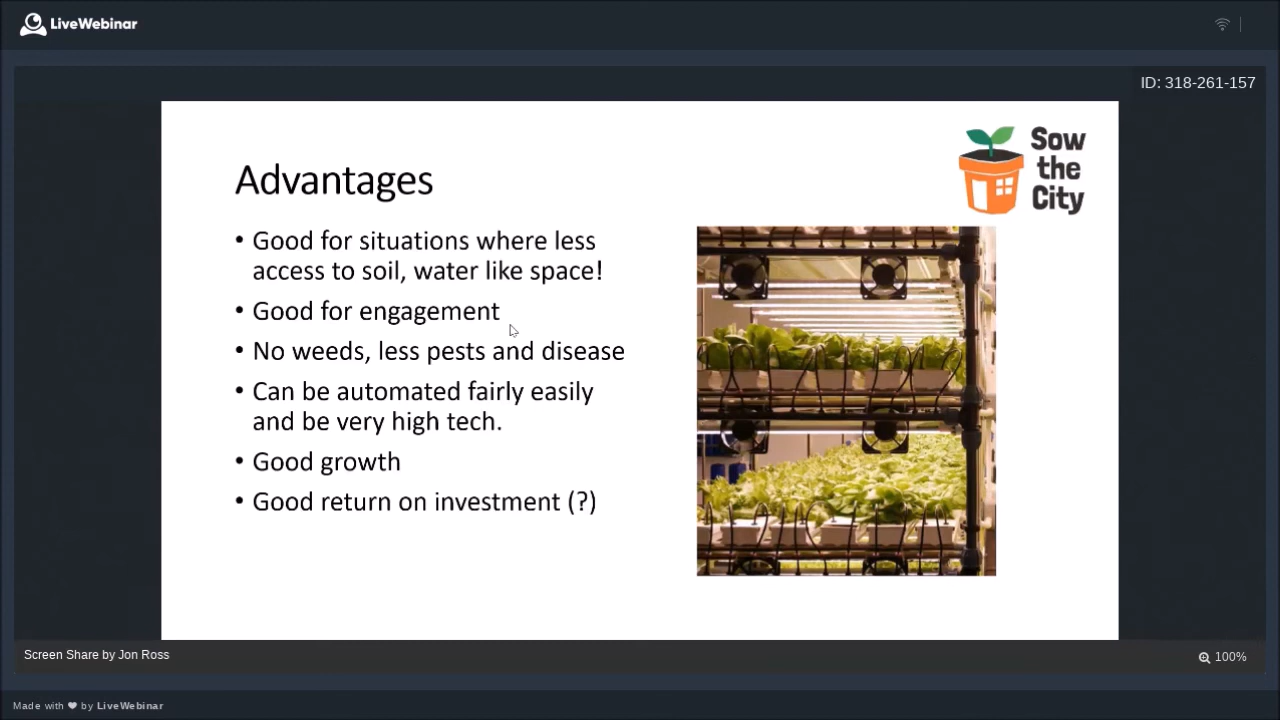 LiveWebinar
ID: 318-261-157
Sow
the
City
Advantages
• Good for situations where less
access to soil, water like space!
• Good for engagement
• No weeds, less pests and disease
• Can be automated fairly easily
and be very high tech.
• Good growth
• Good return on investment (?)
Screen Share by Jon Ross
100%
Made with ❤ by LiveWebinar